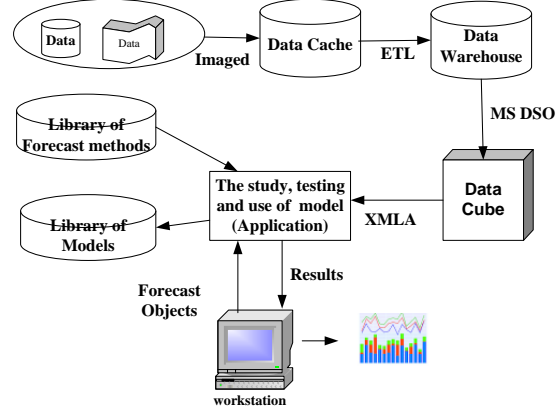 Data
Data
Imaged
Data Cache
ETL
Data
Warehouse
MS DSO
Library of
Forecast methods
The study, testing
and use of model
(Application)
XMLA
Data
Cube
Library of
Models
Results
Forecast
Objects
workstation